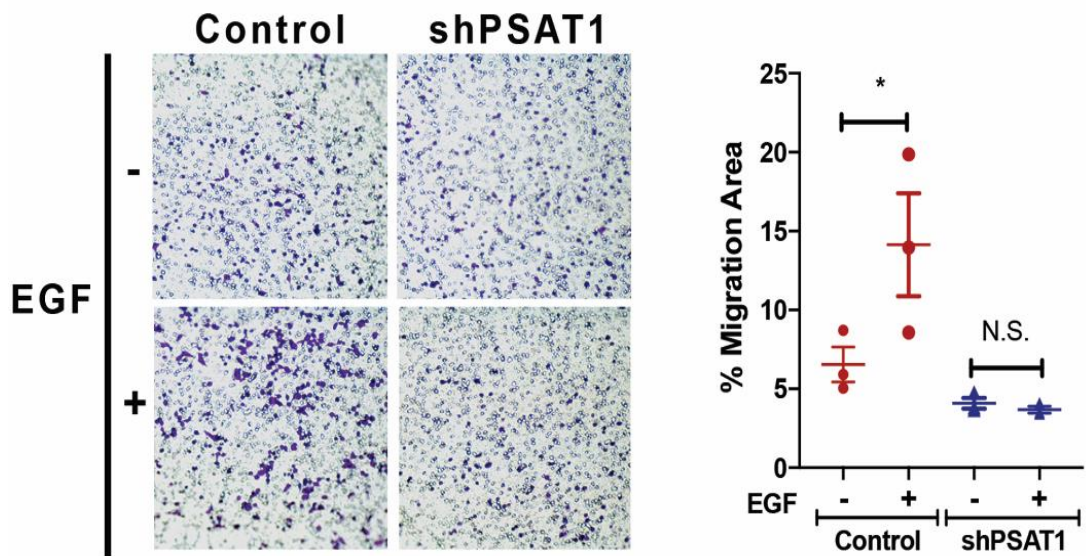 Control shPSAT1
EGF
-
+
% Migration Area
25
20
15
10
5
0
*
N.S.
EGF - + - +
Control shPSAT1